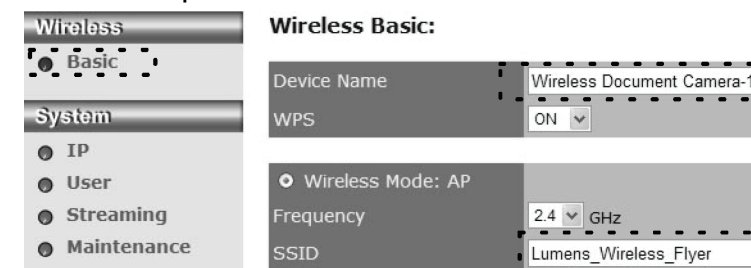 Wireless
Basic
System
IP
User
Streaming
Maintenance
Wireless Basic:
Device Name Wireless Document Camera-1
WPS ON
Wireless Mode: AP
Frequency 2.4 GHz
SSID Lumens_Wireless_Flyer